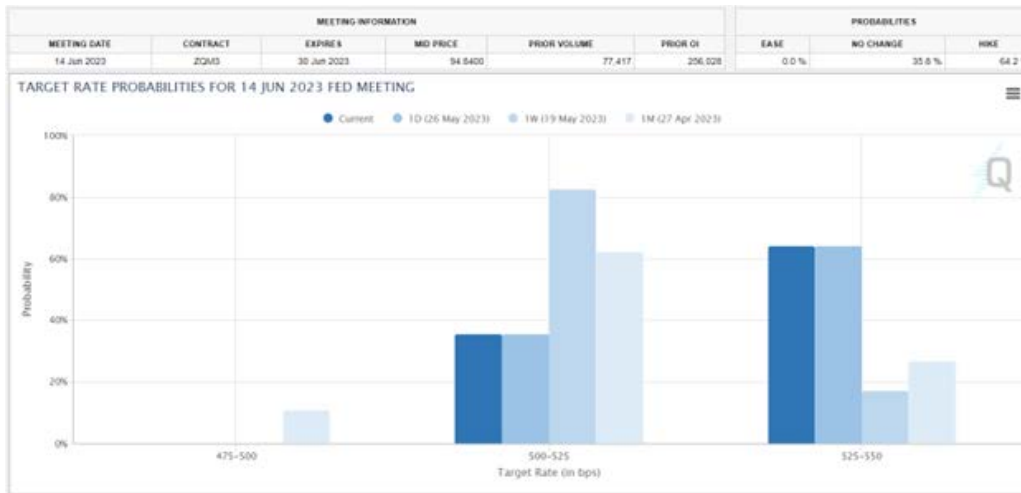 MEETING INFORMATION PROBABILITIES
MEETING DATE CONTRACT EXPIRES MID PRICE PRIOR VOLUME PRIOR OI EASE NO CHANGE HIKE
14 Jun 2023 ZQM3 30 Jun 2023 94.8400 77,417 256,028 0.0 % 35.8 % 64.2
TARGET RATE PROBABILITIES FOR 14 JUN 2023 FED MEETING
Current 1D (26 May 2023) 1W (19 May 2023) 1M (27 Apr 2023)
Q
100%
80%
60%
40%
20%
0%
Probability
475-500 500-525 525-550
Target Rate (in bps)